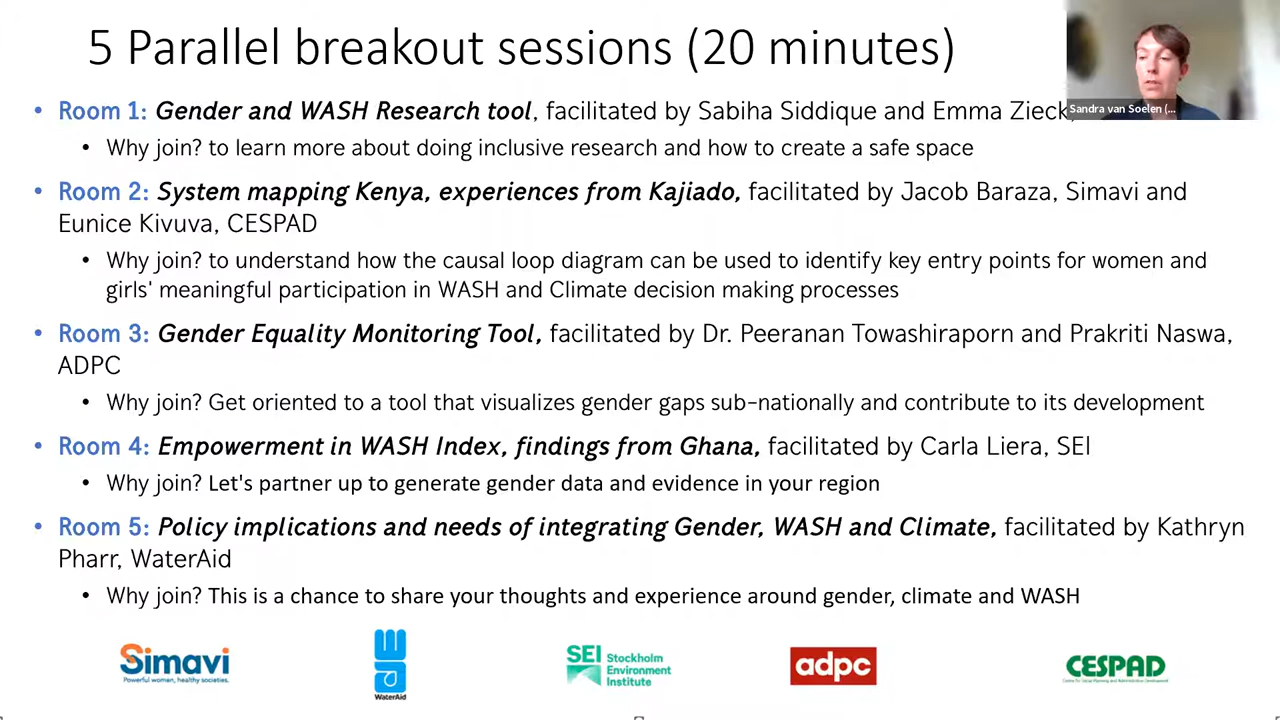 5 Parallel breakout sessions (20 minutes)
Sandra van Soelen (...
• Room 1: Gender and WASH Research tool, facilitated by Sabiha Siddique and Emma Zieck,
• Why join? to learn more about doing inclusive research and how to create a safe space
• Room 2: System mapping Kenya, experiences from Kajiado, facilitated by Jacob Baraza, Simavi and
Eunice Kivuva, CESPAD
• Why join? to understand how the causal loop diagram can be used to identify key entry points for women and
girls' meaningful participation in WASH and Climate decision making processes
• Room 3: Gender Equality Monitoring Tool, facilitated by Dr. Peeranan Towashiraporn and Prakriti Naswa,
ADPC
• Why join? Get oriented to a tool that visualizes gender gaps sub-nationally and contribute to its development
• Room 4: Empowerment in WASH Index, findings from Ghana, facilitated by Carla Liera, SEI
• Why join? Let's partner up to generate gender data and evidence in your region
• Room 5: Policy implications and needs of integrating Gender, WASH and Climate, facilitated by Kathryn
Pharr, WaterAid
• Why join? This is a chance to share your thoughts and experience around gender, climate and WASH
Simavi
Powerful women, healthy societies.
WaterAid
SEI Stockholm
Environment
Institute
adpc
CESPAD